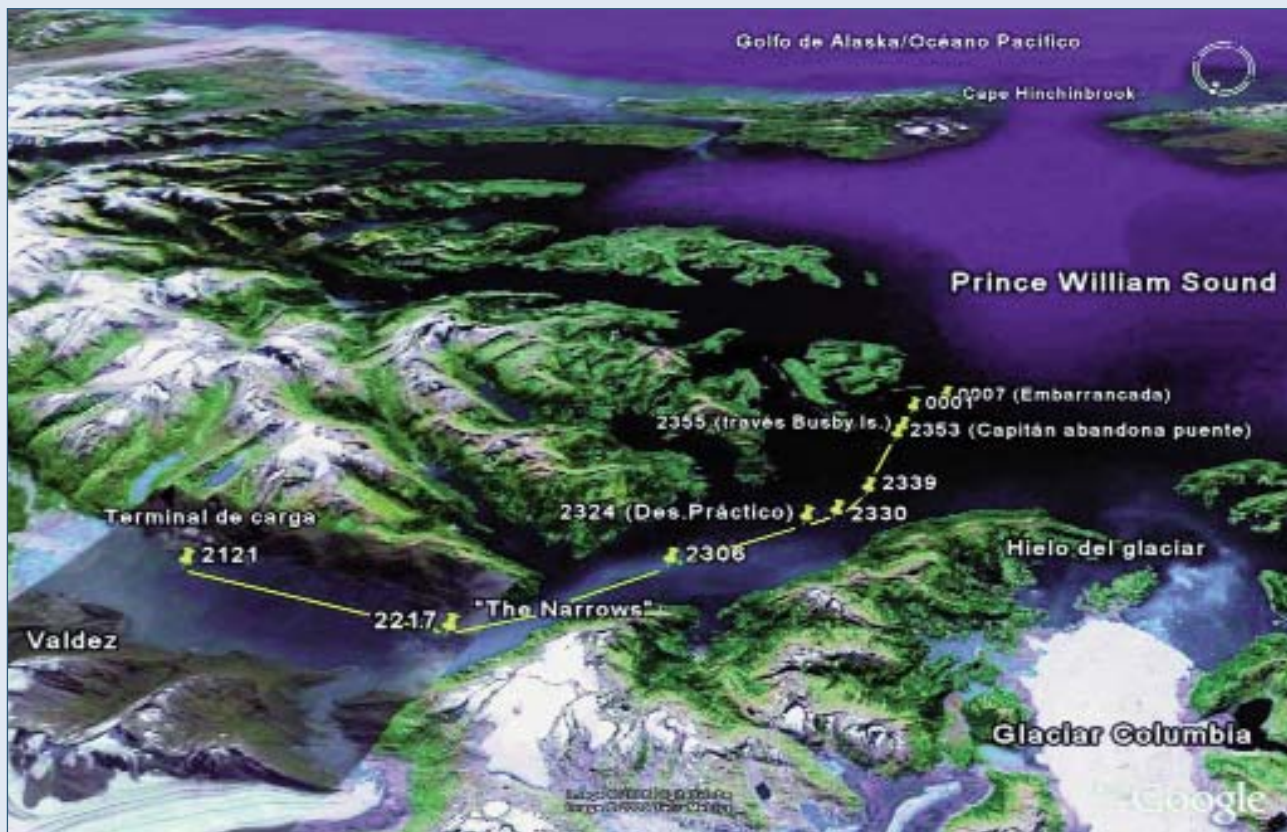 Golfo de Alaska/Océano Pacifico
Cape Hinchinbrook
Prince William Sound
0007 (Embarrancada)
0001
2355 (través Busby Is.)
2353 (Capitán abandona puente)
2339
2324 (Des.Práctico)
2330
Terminal de carga
Hielo del glaciar
2121
2306
"The Narrows"
2217
Valdez
Glaciar Columbia
Google